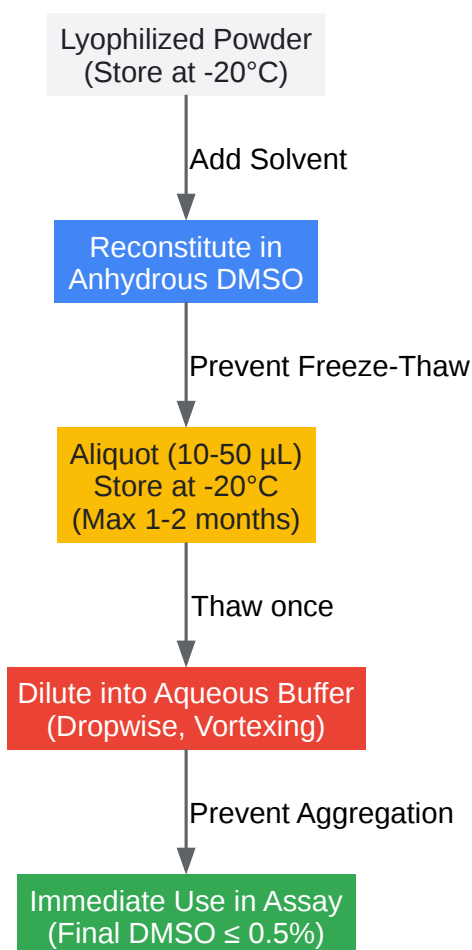 Lyophilized Powder
(Store at -20°C)
Add Solvent
Reconstitute in
Anhydrous DMSO
Prevent Freeze-Thaw
Aliquot (10-50 µL)
Store at -20°C
(Max 1-2 months)
Thaw once
Dilute into Aqueous Buffer
(Dropwise, Vortexing)
Prevent Aggregation
Immediate Use in Assay
(Final DMSO ≤ 0.5%)